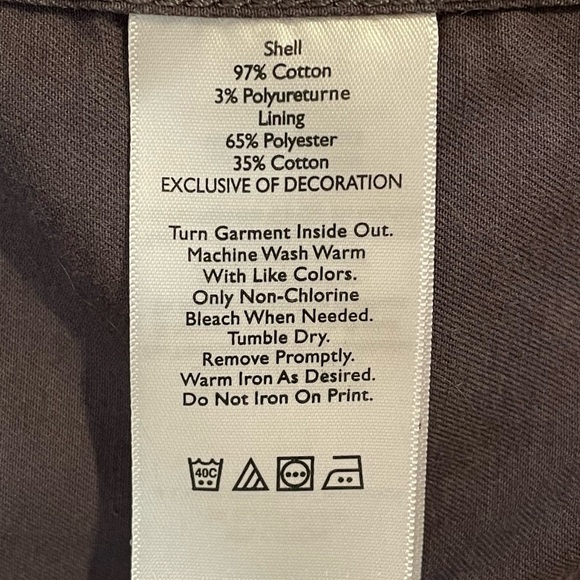 Shell
97% Cotton
3% Polyureturne
Lining
65% Polyester
35% Cotton
EXCLUSIVE OF DECORATION
Turn Garment Inside Out.
Machine Wash Warm
With Like Colors.
Only Non-Chlorine
Bleach When Needed.
Tumble Dry.
Remove Promptly.
Warm Iron As Desired.
Do Not Iron On Print.
40C